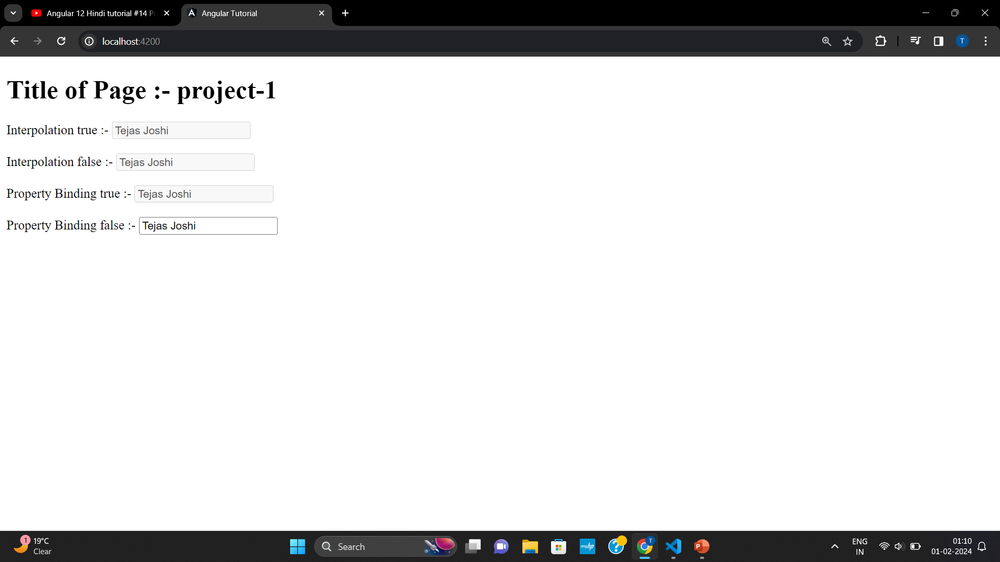 Angular 12 Hindi tutorial #14 P
Angular Tutorial
localhost:4200
T
Title of Page :- project-1
Interpolation true :- Tejas Joshi
Interpolation false :- Tejas Joshi
Property Binding true :- Tejas Joshi
Property Binding false :- Tejas Joshi
1
19°C
Clear
Search
myhp
T
P
ENG
IN
01:10
01-02-2024